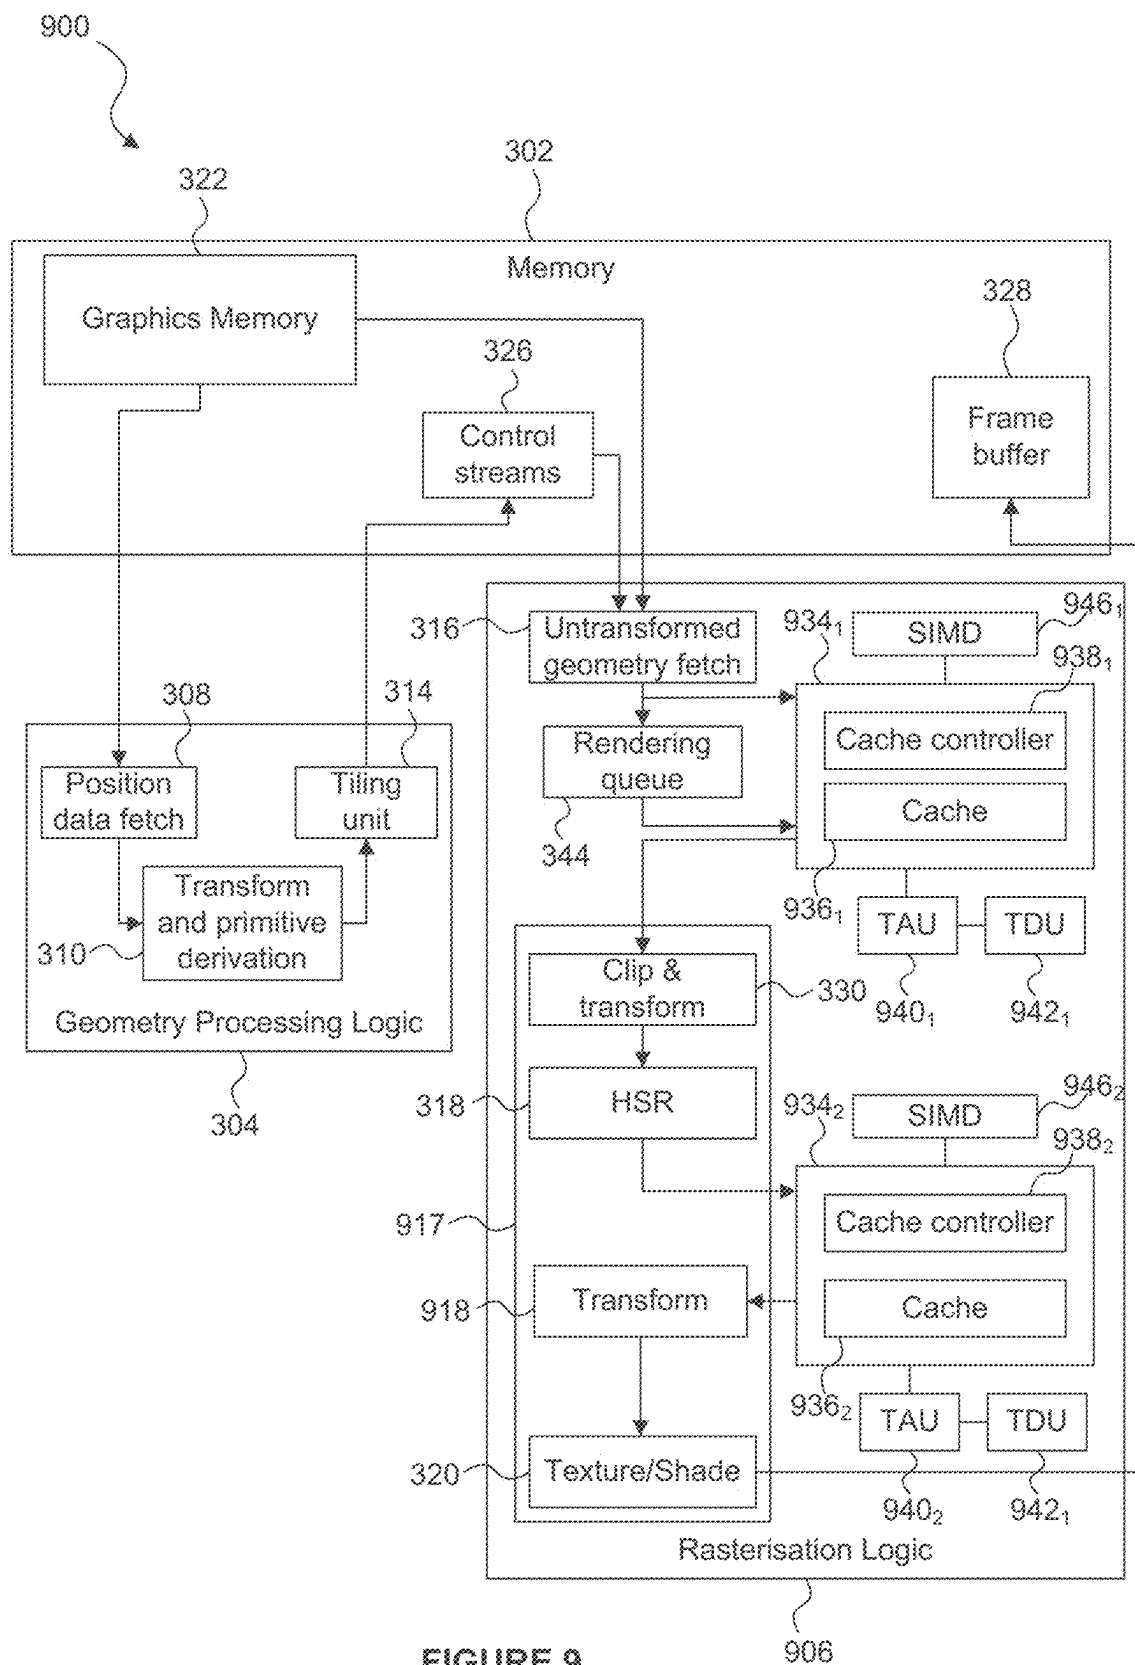 900
302
322
Memory
328
Graphics Memory
326
Control
streams
Frame
buffer
316
Untransformed
geometry fetch
934₁
SIMD
946₁
938₁
308
314
Rendering
queue
Cache controller
Position
data fetch
Tiling
unit
Cache
344
Transform
and primitive
derivation
936₁
TAU
TDU
310
Clip &
transform
330
940₁
942₁
Geometry Processing Logic
304
318
HSR
934₂
SIMD
946₂
938₂
917
Cache controller
918
Transform
Cache
936₂
TAU
TDU
320
Texture/Shade
940₂
942₁
Rasterisation Logic
906
FIGURE 9